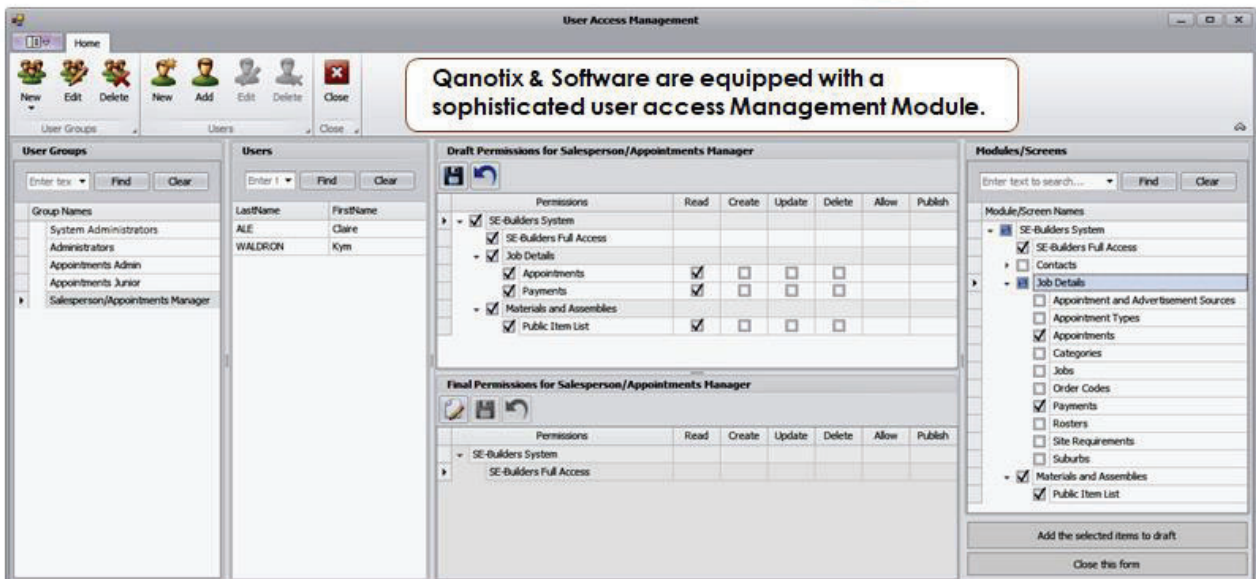 User Access Management
Home
New Edit Delete New Add Edit Delete Close
User Groups Users Close
Qanotix & Software are equipped with a
sophisticated user access Management Module.
User Groups
Enter tex Find Clear
Group Names
System Administrators
Administrators
Appointments Admin
Appointments Junior
Salesperson/Appointments Manager
Users
Enter t Find Clear
LastName FirstName
ALE Claire
WALDRON Kym
Draft Permissions for Salesperson/Appointments Manager
Permissions Read Create Update Delete Allow Publish
SE-Builders System
SE-Builders Full Access
Job Details
Appointments
Payments
Materials and Assemblies
Public Item List
Final Permissions for Salesperson/Appointments Manager
Permissions Read Create Update Delete Allow Publish
SE-Builders System
SE-Builders Full Access
Modules/Screens
Enter text to search... Find Clear
Module/Screen Names
SE-Builders System
SE-Builders Full Access
Contacts
Job Details
Appointment and Advertisement Sources
Appointment Types
Appointments
Categories
Jobs
Order Codes
Payments
Rosters
Site Requirements
Suburbs
Materials and Assemblies
Public Item List
Add the selected items to draft
Close this form